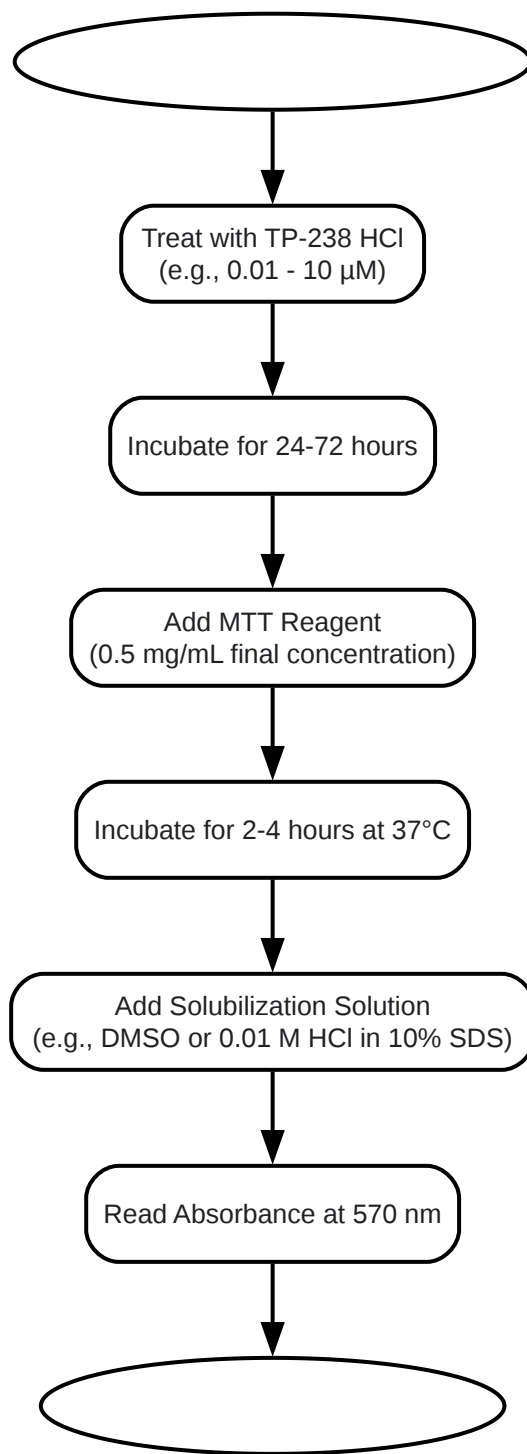 Treat with TP-238 HCl
(e.g., 0.01 - 10 µM)
Incubate for 24-72 hours
Add MTT Reagent
(0.5 mg/mL final concentration)
Incubate for 2-4 hours at 37°C
Add Solubilization Solution
(e.g., DMSO or 0.01 M HCl in 10% SDS)
Read Absorbance at 570 nm